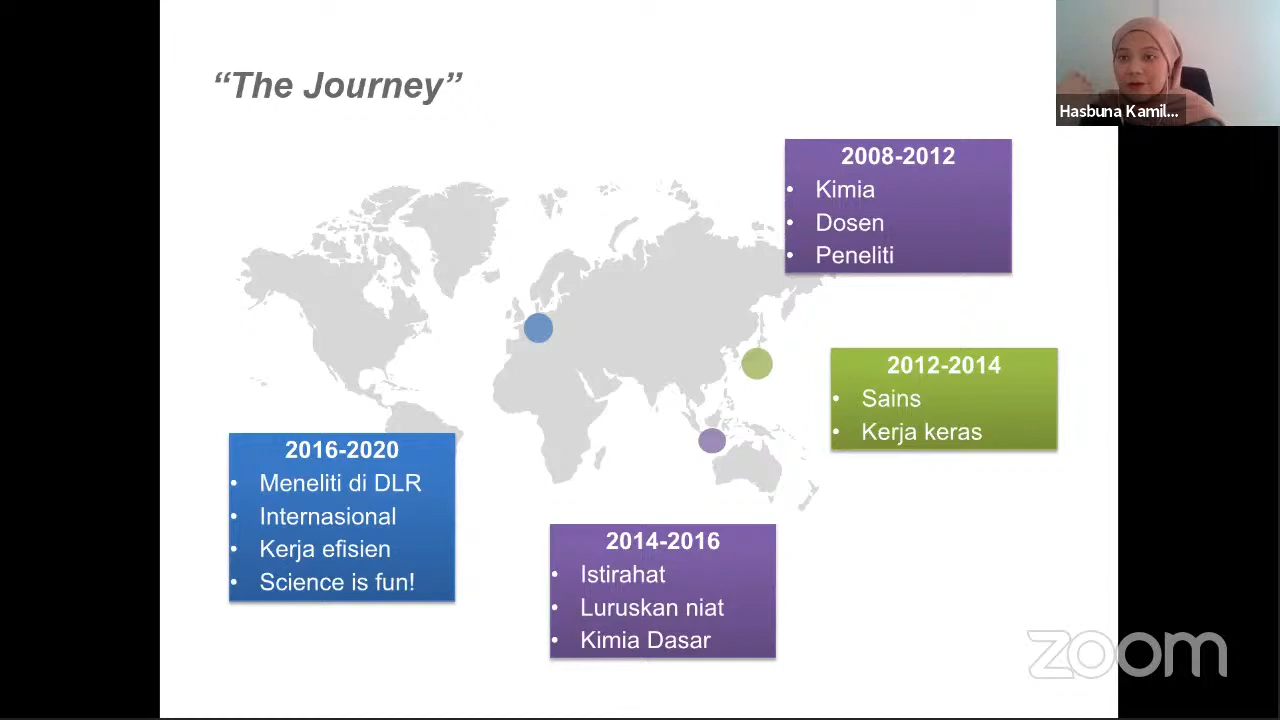 “The Journey”
Hasbuna Kamil...
2008-2012
• Kimia
• Dosen
• Peneliti
2012-2014
• Sains
• Kerja keras
2016-2020
• Meneliti di DLR
• Internasional
• Kerja efisien
• Science is fun!
2014-2016
• Istirahat
• Luruskan niat
• Kimia Dasar
zoom